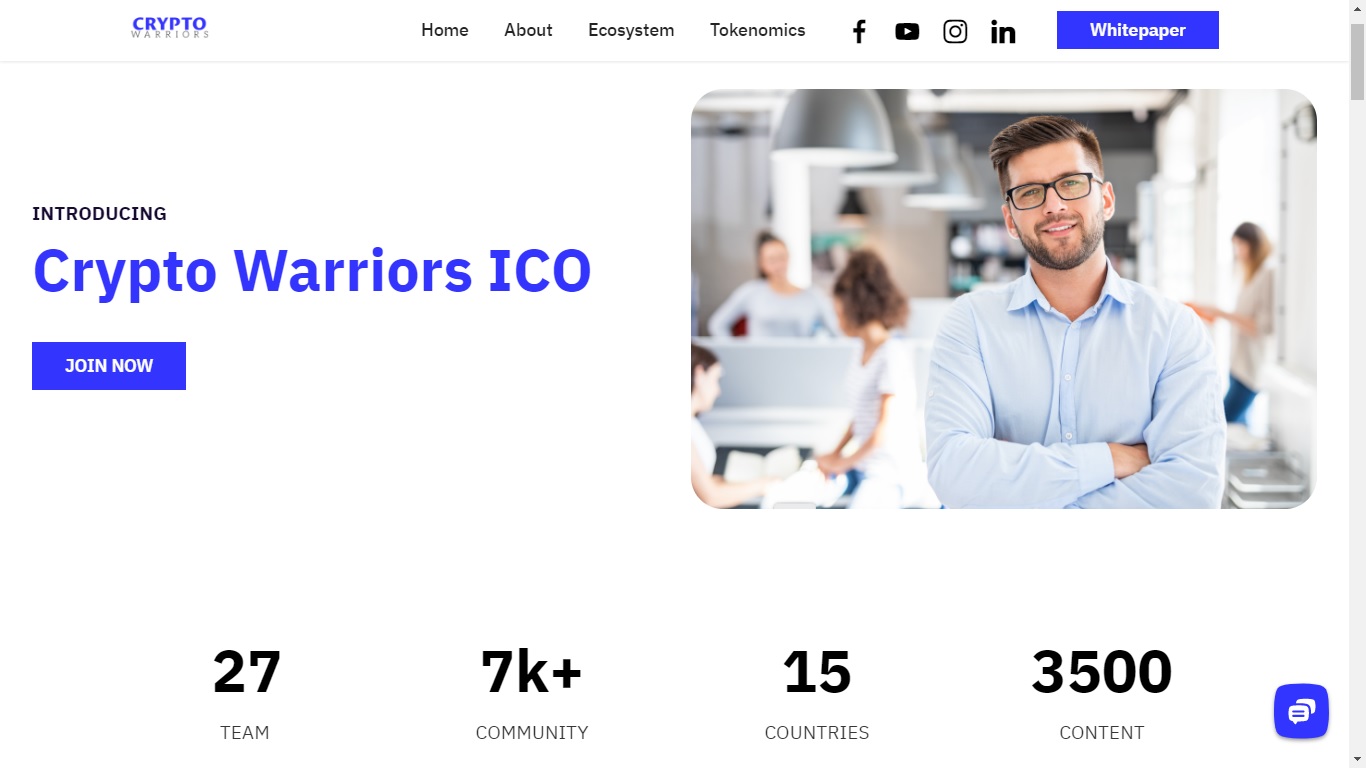 CRYPTO
WARRIORS
Home
About
Ecosystem
Tokenomics
Whitepaper
INTRODUCING
Crypto Warriors ICO
JOIN NOW
27
7k+
15
3500
TEAM
COMMUNITY
COUNTRIES
CONTENT